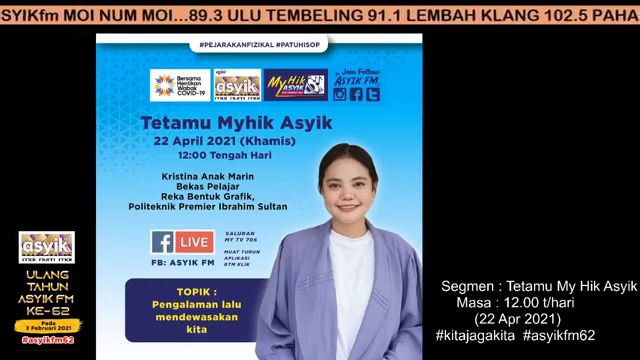 SYIKfm MOI NUM MOI...89.3 ULU TEMBELING 91.1 LEMBAH KLANG 102.5 PAHA
#PEJARAKANFIZIKAL #PATUHISOP
Bersama
Hentikan
Wabak
COVID-19
asyik
moi num moi
My Hik
ASYIK
Jom Follow
ASYIK FM
Tetamu Myhik Asyik
22 April 2021 (Khamis)
12:00 Tengah Hari
Kristina Anak Marin
Bekas Pelajar
Reka Bentuk Grafik,
Politeknik Premier Ibrahim Sultan
LIVE
FB: ASYIK FM
SALURAN
MY TV 706
MUAT TURUN
APLIKASI
RTM KLIK
TOPIK :
Pengalaman lalu
mendewasakan
kita
asyik
moi num moi
ULANG
TAHUN
ASYIK FM
KE-62
Pada
3 Februari 2021
#asyikfm62
Segmen : Tetamu My Hik Asyik
Masa : 12.00 t/hari
(22 Apr 2021)
#kitajagakita #asyikfm62